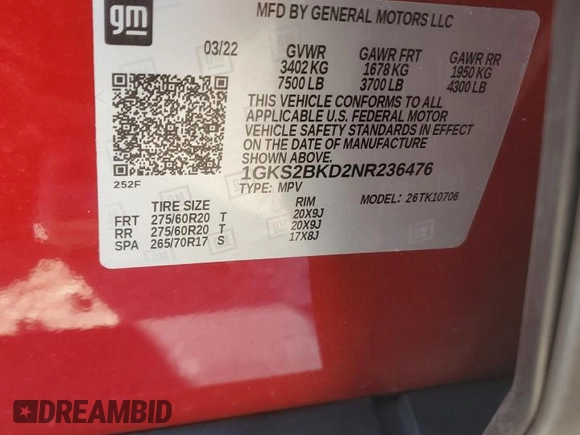 gm
MFD BY GENERAL MOTORS LLC
03/22 GVWR GAWR FRT GAWR RR
3402 KG 1678 KG 1950 KG
7500 LB 3700 LB 4300 LB
THIS VEHICLE CONFORMS TO ALL
APPLICABLE U.S. FEDERAL MOTOR
VEHICLE SAFETY STANDARDS IN EFFECT
ON THE DATE OF MANUFACTURE
SHOWN ABOVE.
1GKS2BKD2NR236476
252F TYPE: MPV MODEL: 26TK10706
TIRE SIZE RIM
FRT 275/60R20 T 20X9J
RR 275/60R20 T 20X9J
SPA 265/70R17 S 17X8J
DREAMBID